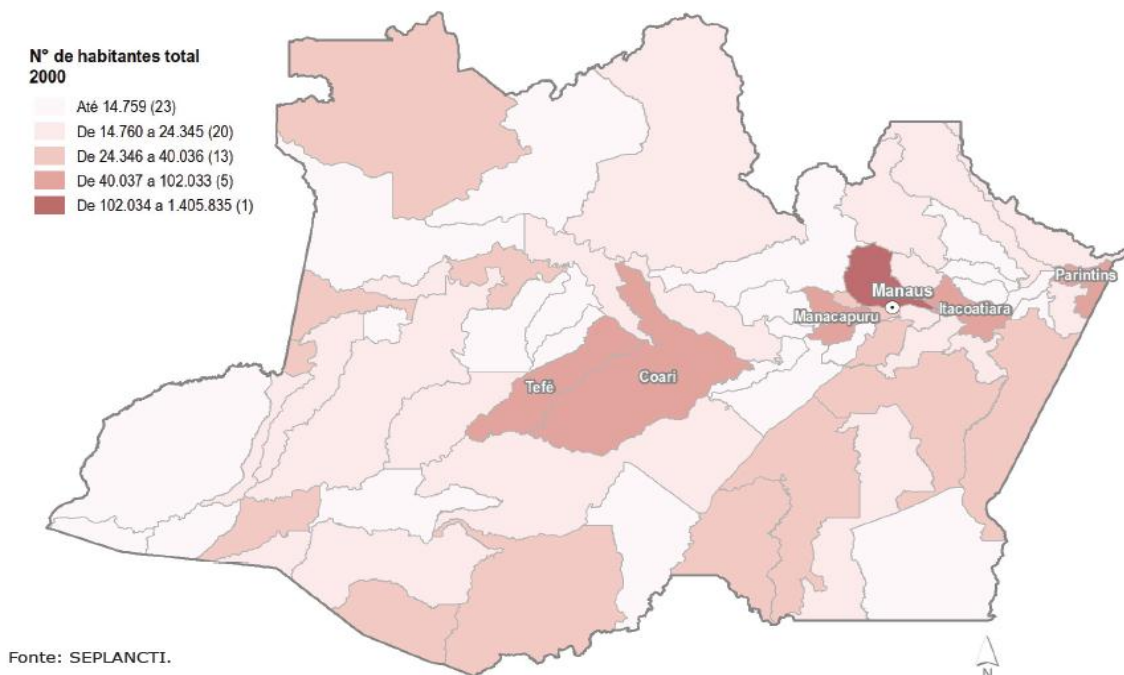 N° de habitantes total
2000
Até 14.759 (23)
De 14.760 a 24.345 (20)
De 24.346 a 40.036 (13)
De 40.037 a 102.033 (5)
De 102.034 a 1.405.835 (1)
Parintins
Manaus
Itacoatiara
Manacapuru
Coari
Tefé
Fonte: SEPLANCTI.
N